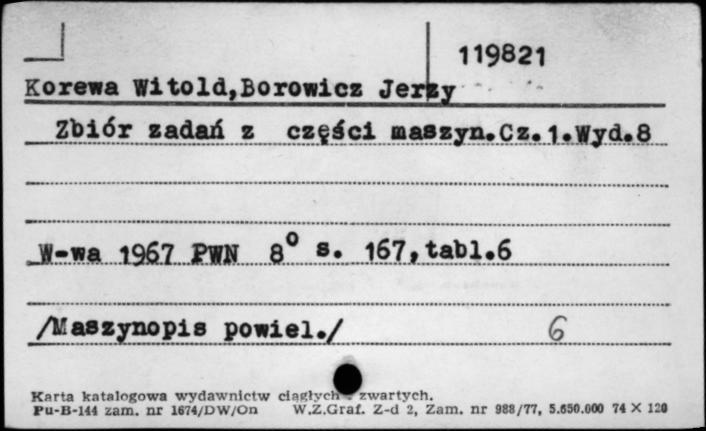 119821
Korewa Witold,Borowicz Jerzy
Zbiór zadań z części maszyn.Cz.1.Wyd.8
W-wa 1967 PWN 8° s. 167,tabl.6
/Maszynopis powiel./ 6
Karta katalogowa wydawnictw ciągłych i zwartych.
Pu-B-144 zam. nr 1674/DW/On W.Z.Graf. Z-d 2, Zam. nr 988/77, 5.650.000 74 X 120